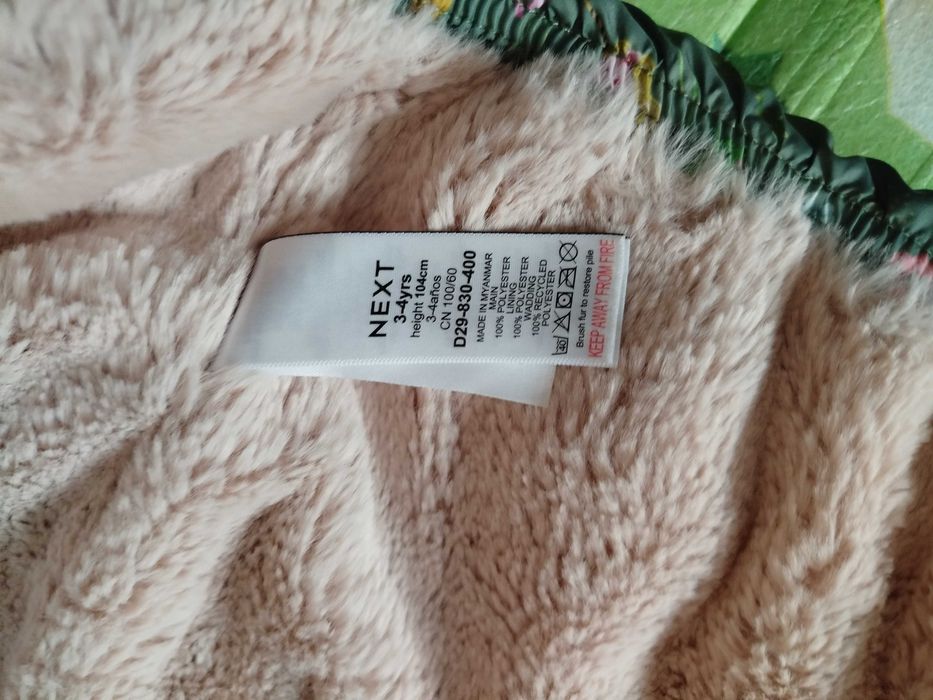 NEXT
3-4yrs
height 104cm
3-4años
CN 100/60
D29-830-400
MADE IN MYANMAR
MAIN
100% POLYESTER
LINING
100% POLYESTER
WADDING
100% RECYCLED
POLYESTER
40
Brush fur to restore pile
KEEP AWAY FROM FIRE